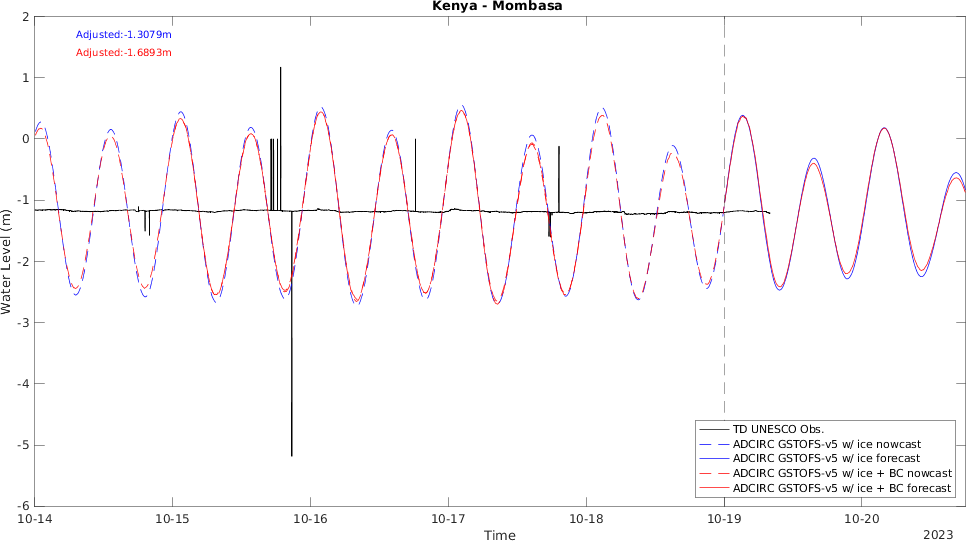 Kenya - Mombasa
Adjusted:-1.3079m
Adjusted:-1.6893m
2
1
0
-1
-2
-3
-4
-5
-6
Water Level (m)
TD UNESCO Obs.
ADCIRC GSTOFS-v5 w/ ice nowcast
ADCIRC GSTOFS-v5 w/ ice forecast
ADCIRC GSTOFS-v5 w/ ice + BC nowcast
ADCIRC GSTOFS-v5 w/ ice + BC forecast
10-14 10-15 10-16 10-17 10-18 10-19 10-20
Time
2023